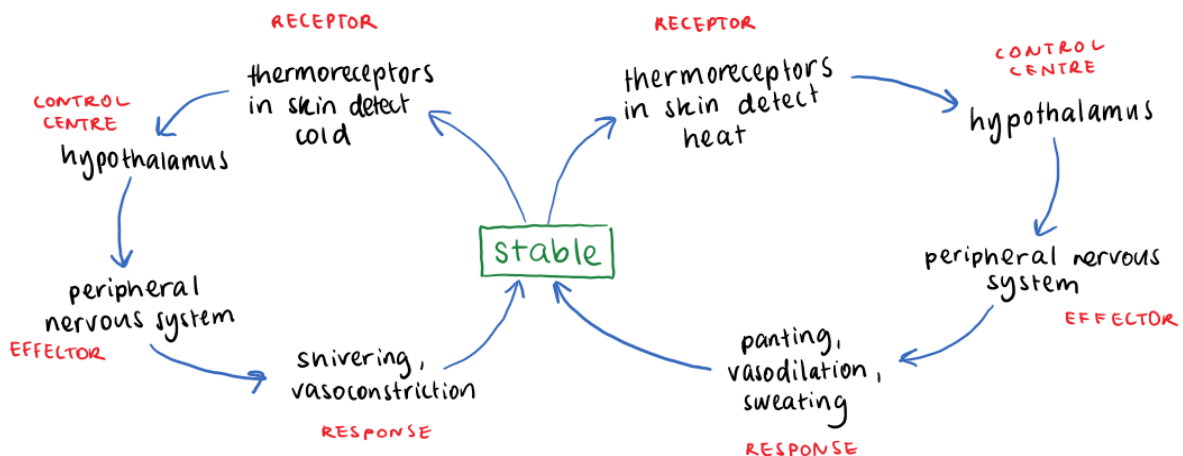 RECEPTOR
thermoreceptors
in skin detect
cold
CONTROL
CENTRE
hypothalamus
peripheral
nervous system
EFFECTOR
shivering,
vasoconstriction
RESPONSE
stable
RECEPTOR
thermoreceptors
in skin detect
heat
CONTROL
CENTRE
hypothalamus
peripheral nervous
system
EFFECTOR
panting,
vasodilation,
sweating
RESPONSE